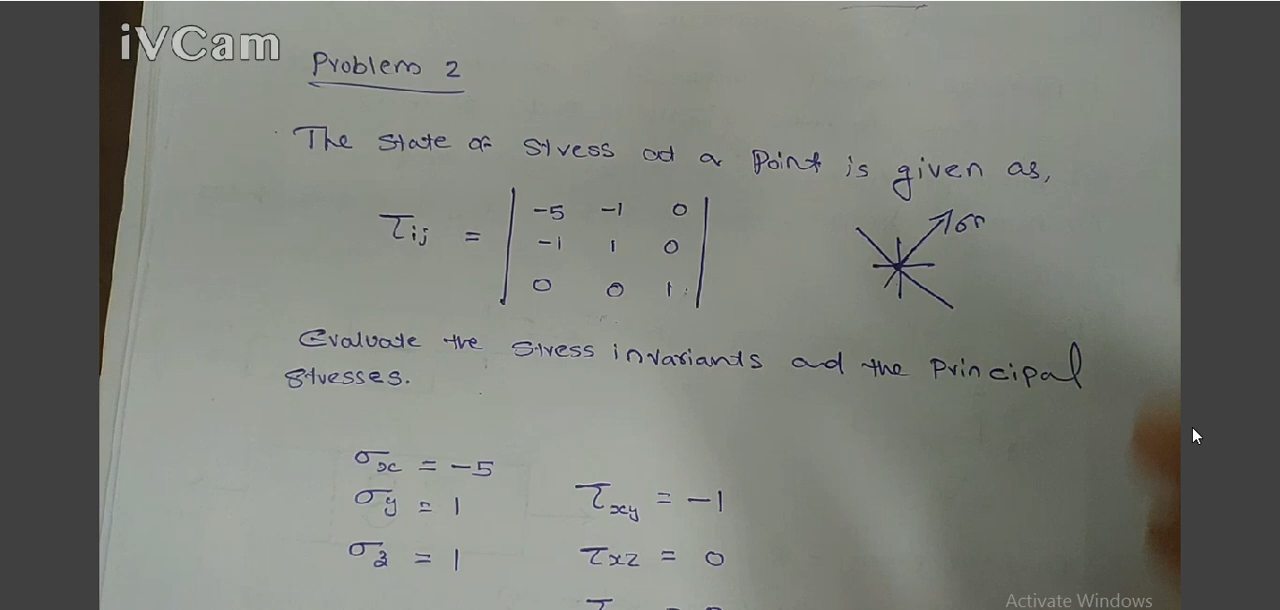 iVCam
Problem 2
The state of stress at a point is given as,
τij = | -5 -1 0 |
| -1 1 0 |
| 0 0 1 |
σr
Evaluate the stress invariants ad the principal
stresses.
σx = -5
σy = 1
τxy = -1
σz = 1
τxz = 0
Activate Windows